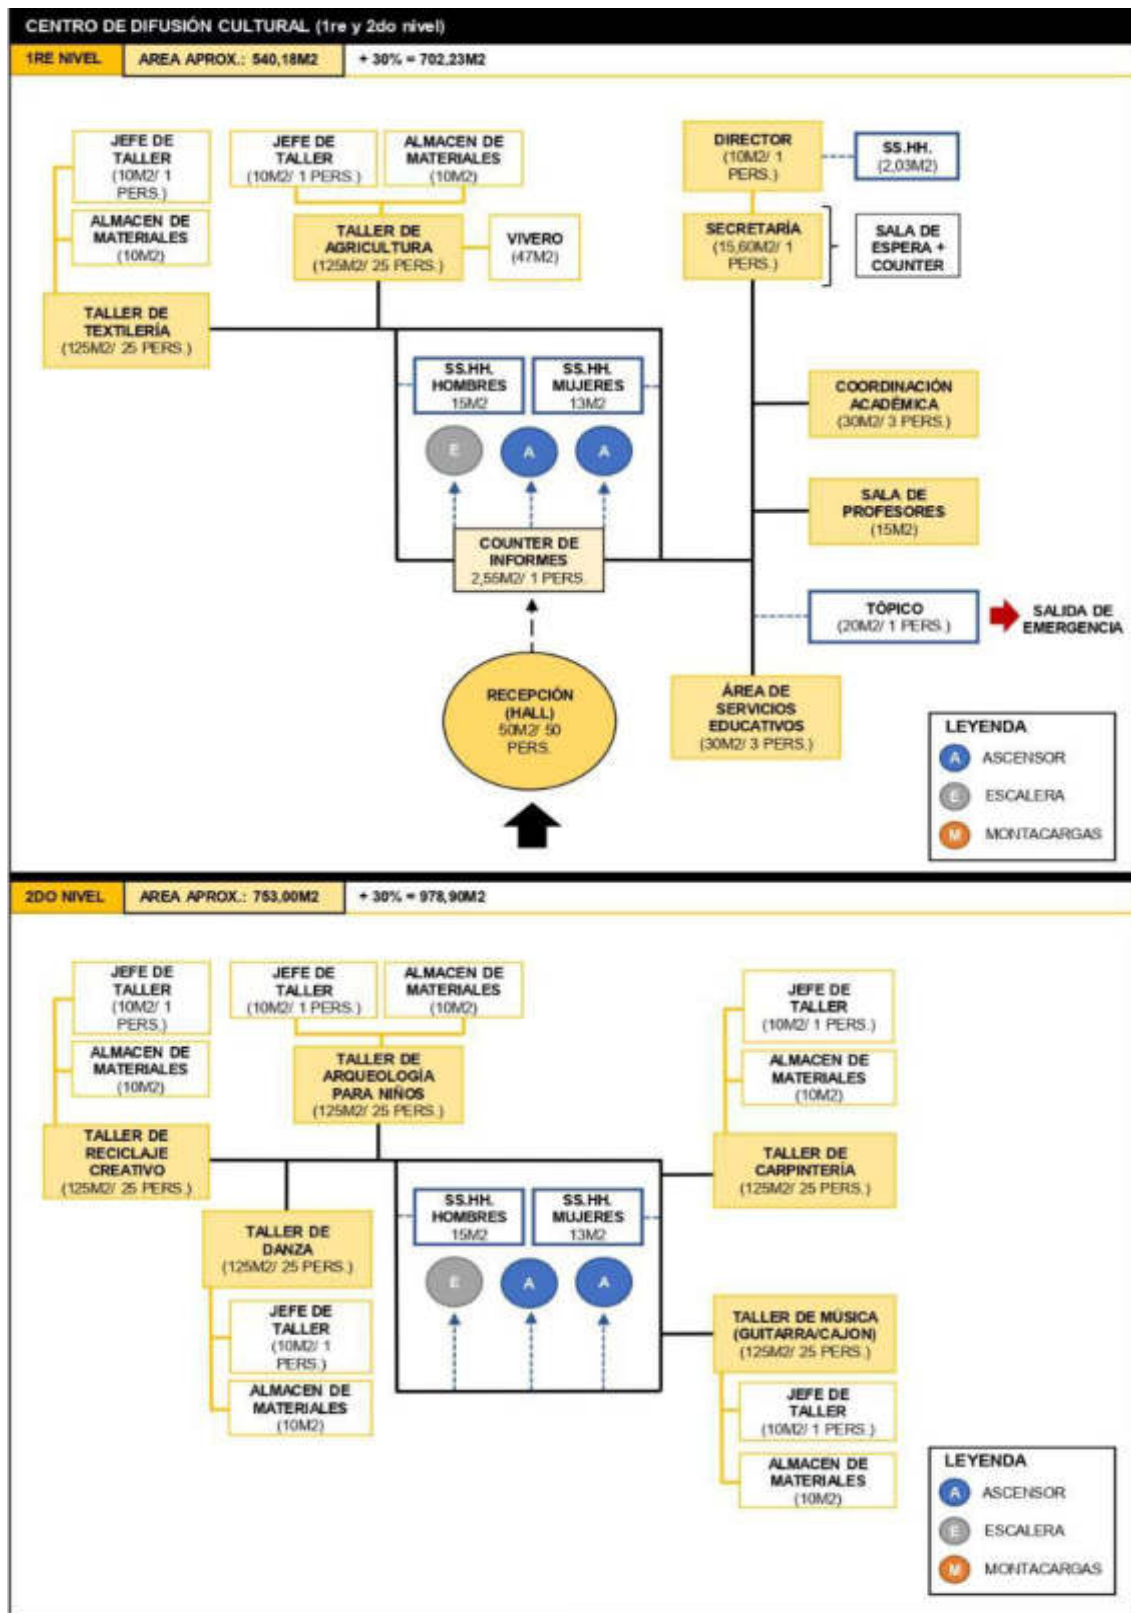 CENTRO DE DIFUSIÓN CULTURAL (1re y 2do nivel)
1RE NIVEL
AREA APROX.: 540,18M2
+ 30% = 702,23M2
JEFE DE
TALLER
(10M2/ 1
PERS.)
ALMACEN DE
MATERIALES
(10M2)
TALLER DE
TEXTILERÍA
(125M2/ 25 PERS.)
JEFE DE
TALLER
(10M2/ 1 PERS.)
ALMACEN DE
MATERIALES
(10M2)
TALLER DE
AGRICULTURA
(125M2/ 25 PERS.)
VIVERO
(47M2)
DIRECTOR
(10M2/ 1
PERS.)
SS.HH.
(2,03M2)
SECRETARÍA
(15,60M2/ 1
PERS.)
SALA DE
ESPERA +
COUNTER
SS.HH.
HOMBRES
15M2
SS.HH.
MUJERES
13M2
E
A
A
COORDINACIÓN
ACADÉMICA
(30M2/ 3 PERS.)
SALA DE
PROFESORES
(15M2)
COUNTER DE
INFORMES
2,55M2/ 1 PERS.
TÓPICO
(20M2/ 1 PERS.)
SALIDA DE
EMERGENCIA
RECEPCIÓN
(HALL)
50M2/ 50
PERS.
ÁREA DE
SERVICIOS
EDUCATIVOS
(30M2/ 3 PERS.)
LEYENDA
A ASCENSOR
E ESCALERA
M MONTACARGAS
2DO NIVEL
AREA APROX.: 753,00M2
+ 30% = 978,90M2
JEFE DE
TALLER
(10M2/ 1
PERS.)
ALMACEN DE
MATERIALES
(10M2)
TALLER DE
RECICLAJE
CREATIVO
(125M2/ 25 PERS.)
JEFE DE
TALLER
(10M2/ 1 PERS.)
ALMACEN DE
MATERIALES
(10M2)
TALLER DE
ARQUEOLOGÍA
PARA NIÑOS
(125M2/ 25 PERS.)
JEFE DE
TALLER
(10M2/ 1 PERS.)
ALMACEN DE
MATERIALES
(10M2)
TALLER DE
CARPINTERÍA
(125M2/ 25 PERS.)
TALLER DE
DANZA
(125M2/ 25 PERS.)
JEFE DE
TALLER
(10M2/ 1
PERS.)
ALMACEN DE
MATERIALES
(10M2)
SS.HH.
HOMBRES
15M2
SS.HH.
MUJERES
13M2
E
A
A
TALLER DE MÚSICA
(GUITARRA/CAJON)
(125M2/ 25 PERS.)
JEFE DE
TALLER
(10M2/ 1 PERS.)
ALMACEN DE
MATERIALES
(10M2)
LEYENDA
A ASCENSOR
E ESCALERA
M MONTACARGAS